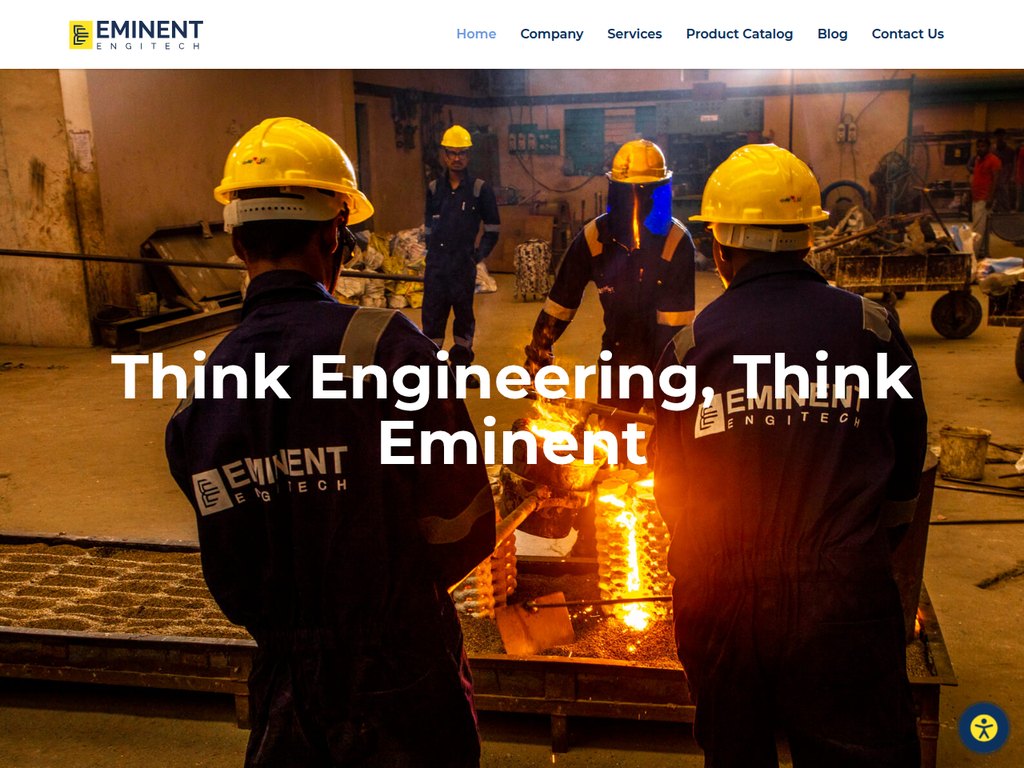 EMINENT
ENGITECH
Home
Company
Services
Product Catalog
Blog
Contact Us
Think Engineering, Think
Eminent
EMINENT
ENGITECH
EMINENT
ENGITECH